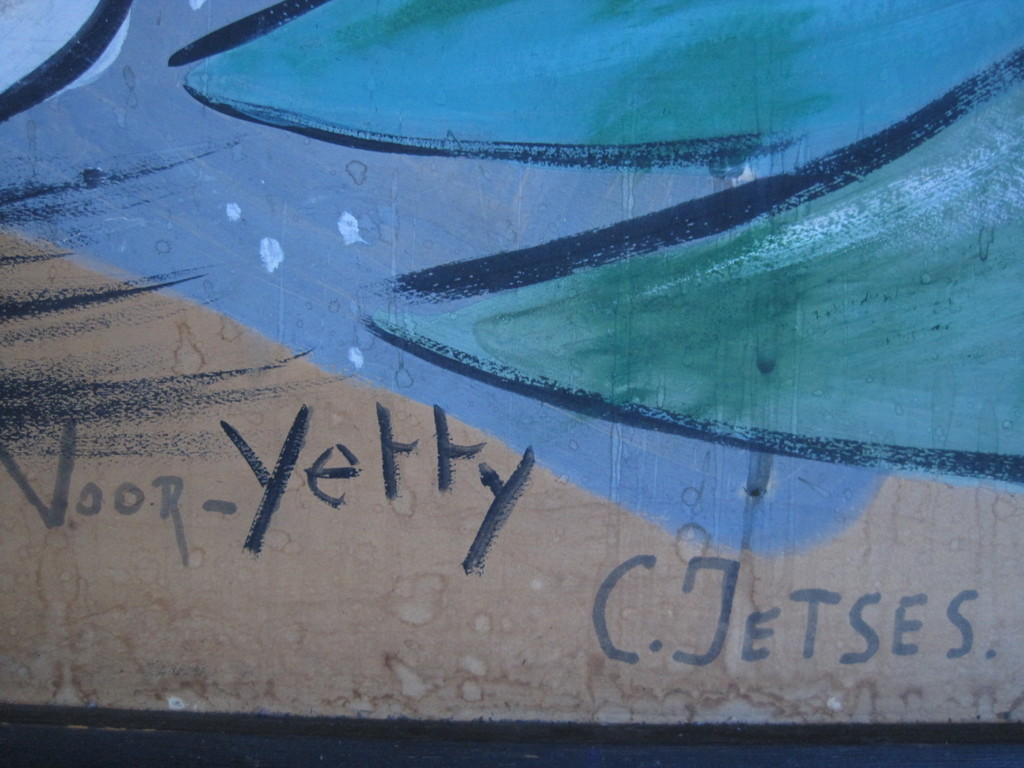 VOOR - Yetty
C. JETSES.